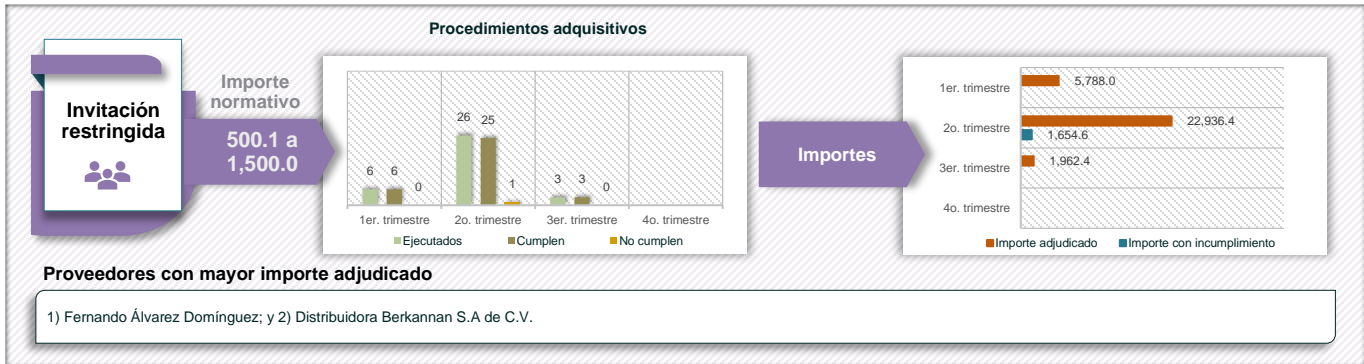 Procedimientos adquisitivos
Invitación
restringida
Importe
normativo
500.1 a
1,500.0
6 6 0
26 25 1
3 3 0
1er. trimestre 2o. trimestre 3er. trimestre 4o. trimestre
Ejecutados Cumplen No cumplen
Importes
1er. trimestre 5,788.0
2o. trimestre 22,936.4
1,654.6
3er. trimestre 1,962.4
4o. trimestre
Importe adjudicado Importe con incumplimiento
Proveedores con mayor importe adjudicado
1) Fernando Álvarez Domínguez; y 2) Distribuidora Berkannan S.A de C.V.